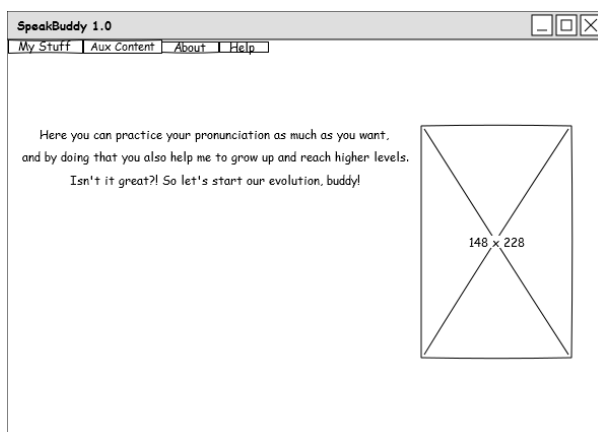 SpeakBuddy 1.0
My Stuff Aux Content About Help
Here you can practice your pronunciation as much as you want,
and by doing that you also help me to grow up and reach higher levels.
Isn't it great?! So let's start our evolution, buddy!
148 x 228